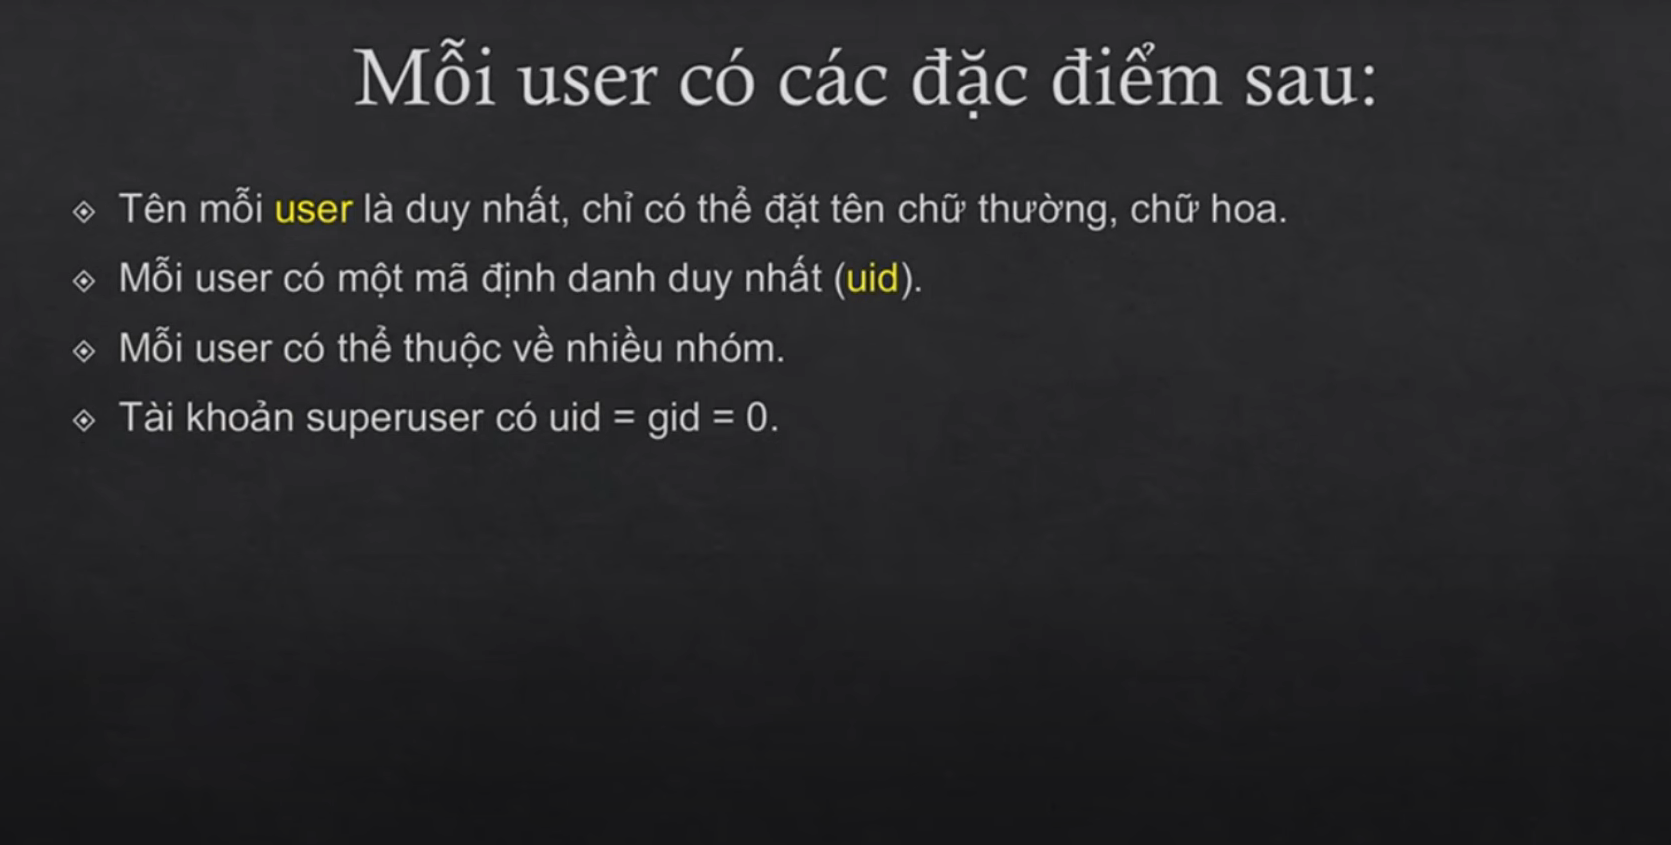 Mỗi user có các đặc điểm sau:
Tên mỗi user là duy nhất, chỉ có thể đặt tên chữ thường, chữ hoa.
Mỗi user có một mã định danh duy nhất (uid).
Mỗi user có thể thuộc về nhiều nhóm.
Tài khoản superuser có uid = gid = 0.